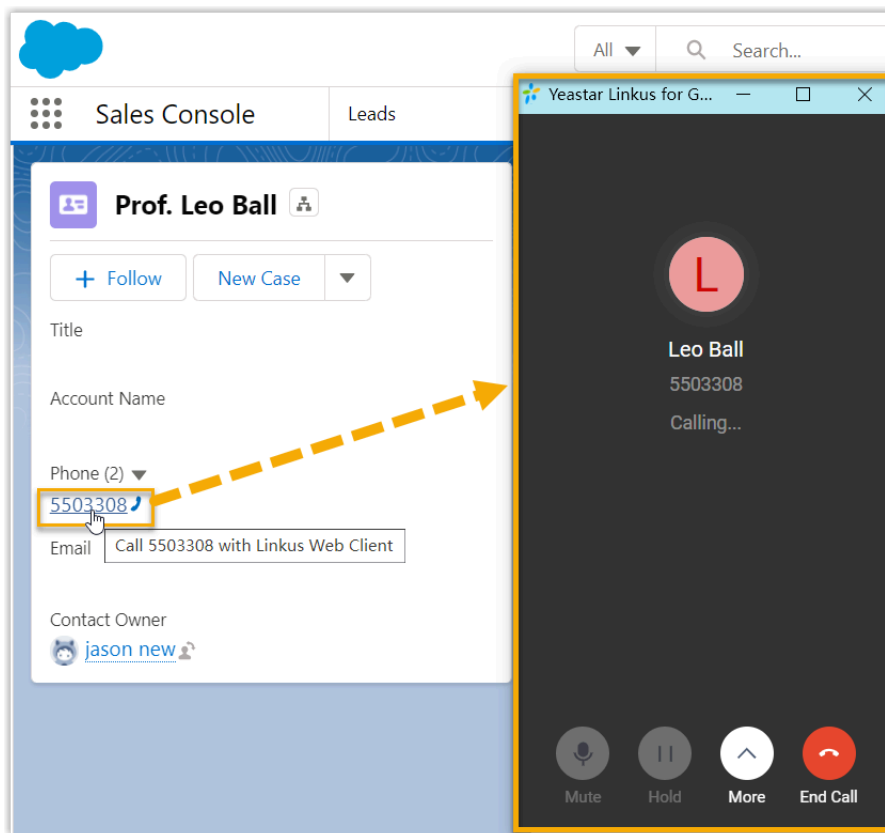 All
Search...
Sales Console
Leads
Yeastar Linkus for G...
Prof. Leo Ball
+ Follow
New Case
Title
Account Name
Phone (2)
5503308
Call 5503308 with Linkus Web Client
Email
Contact Owner
jason new
L
Leo Ball
5503308
Calling...
Mute
Hold
More
End Call